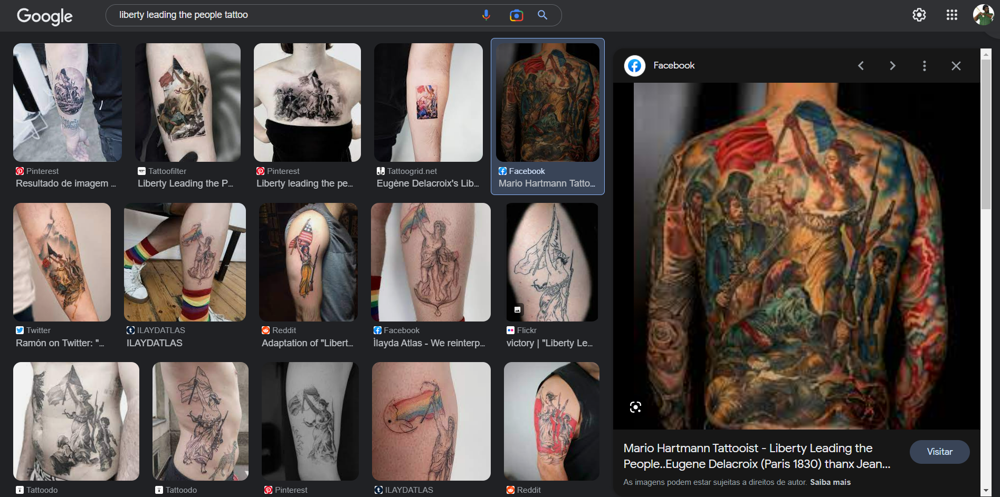 Google
liberty leading the people tattoo
Facebook
Pinterest
Resultado de imagem ...
Tattoofilter
Liberty Leading the P...
Pinterest
Liberty leading the pe...
Tattoogrid.net
Eugène Delacroix's Lib...
Facebook
Mario Hartmann Tatto...
Twitter
Ramón on Twitter: "...
ILAYDATLAS
ILAYDATLAS
Reddit
Adaptation of "Libert...
Facebook
İlayda Atlas - We reinterp...
Flickr
victory | "Liberty Le...
Tattoodo
Tattoodo
Pinterest
ILAYDATLAS
Reddit
Mario Hartmann Tattooist - Liberty Leading the
People..Eugene Delacroix (Paris 1830) thanx Jean...
Visitar
As imagens podem estar sujeitas a direitos de autor. Saiba mais